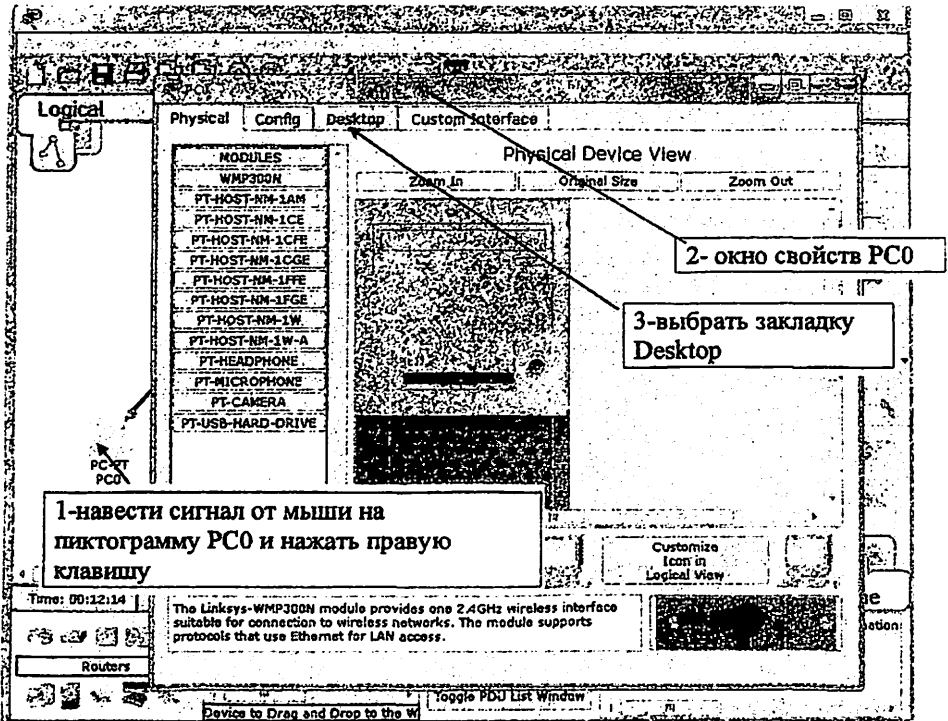 Logical
Physical Config Desktop Custom Interface
MODULES
WMP300N
PT-HOST-NM-1AM
PT-HOST-NM-1CE
PT-HOST-NM-1CFE
PT-HOST-NM-1CGE
PT-HOST-NM-1FFE
PT-HOST-NM-1FGE
PT-HOST-NM-1W
PT-HOST-NM-1W-A
PT-HEADPHONE
PT-MICROPHONE
PT-CAMERA
PT-USB-HARD-DRIVE
Physical Device View
Zoom In Original Size Zoom Out
2- окно свойств PC0
3-выбрать закладку
Desktop
PC-PT
PC0
1-навести сигнал от мыши на
пиктограмму PC0 и нажать правую
клавишу
Customize
Icon in
Logical View
Time: 00:12:14
The Linksys-WMP300N module provides one 2.4GHz wireless interface
suitable for connection to wireless networks. The module supports
protocols that use Ethernet for LAN access.
Routers
Toggle PDU List Window
Device to Drag and Drop to the W